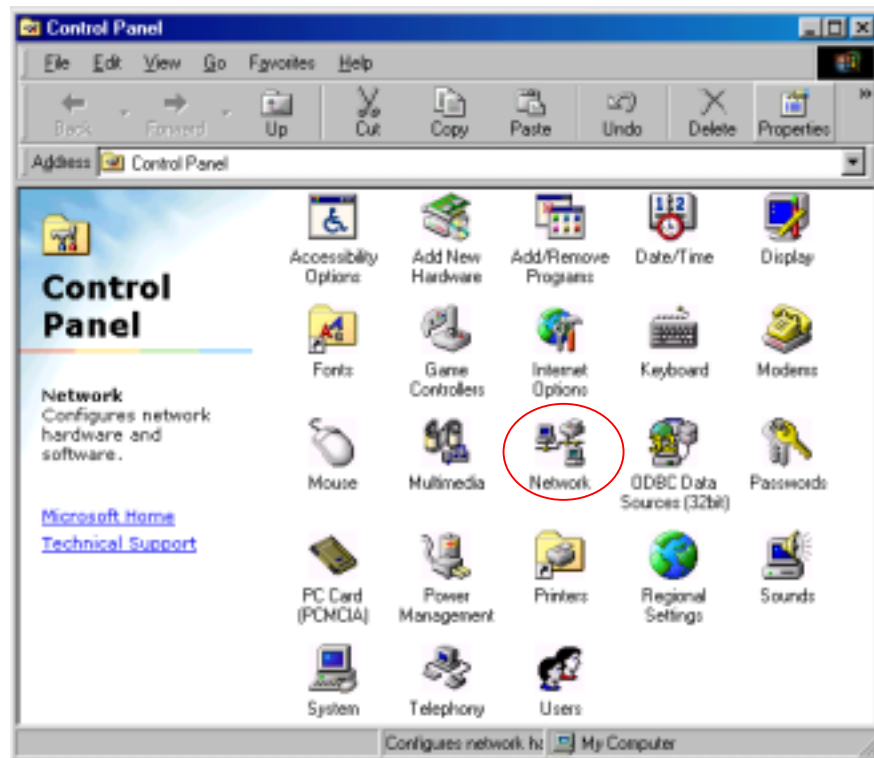 Control Panel
File Edit View Go Favorites Help
Back Forward Up Cut Copy Paste Undo Delete Properties »
Address Control Panel
Control
Panel
Network
Configures network
hardware and
software.
Microsoft Home
Technical Support
Accessibility
Options
Add New
Hardware
Add/Remove
Programs
Date/Time
Display
Fonts
Game
Controllers
Internet
Options
Keyboard
Modems
Mouse
Multimedia
Network
ODBC Data
Sources (32bit)
Passwords
PC Card
(PCMCIA)
Power
Management
Printers
Regional
Settings
Sounds
System
Telephony
Users
Configures network ha
My Computer